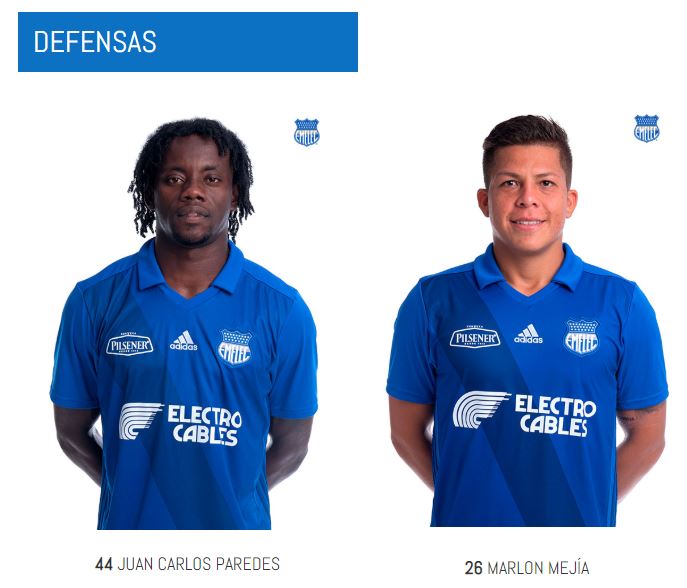 DEFENSAS
EMELEC
EMELEC
PILSENER
adidas
EMELEC
ELECTRO
CABLES
PILSENER
adidas
EMELEC
ELECTRO
CABLES
44 JUAN CARLOS PAREDES
26 MARLON MEJÍA